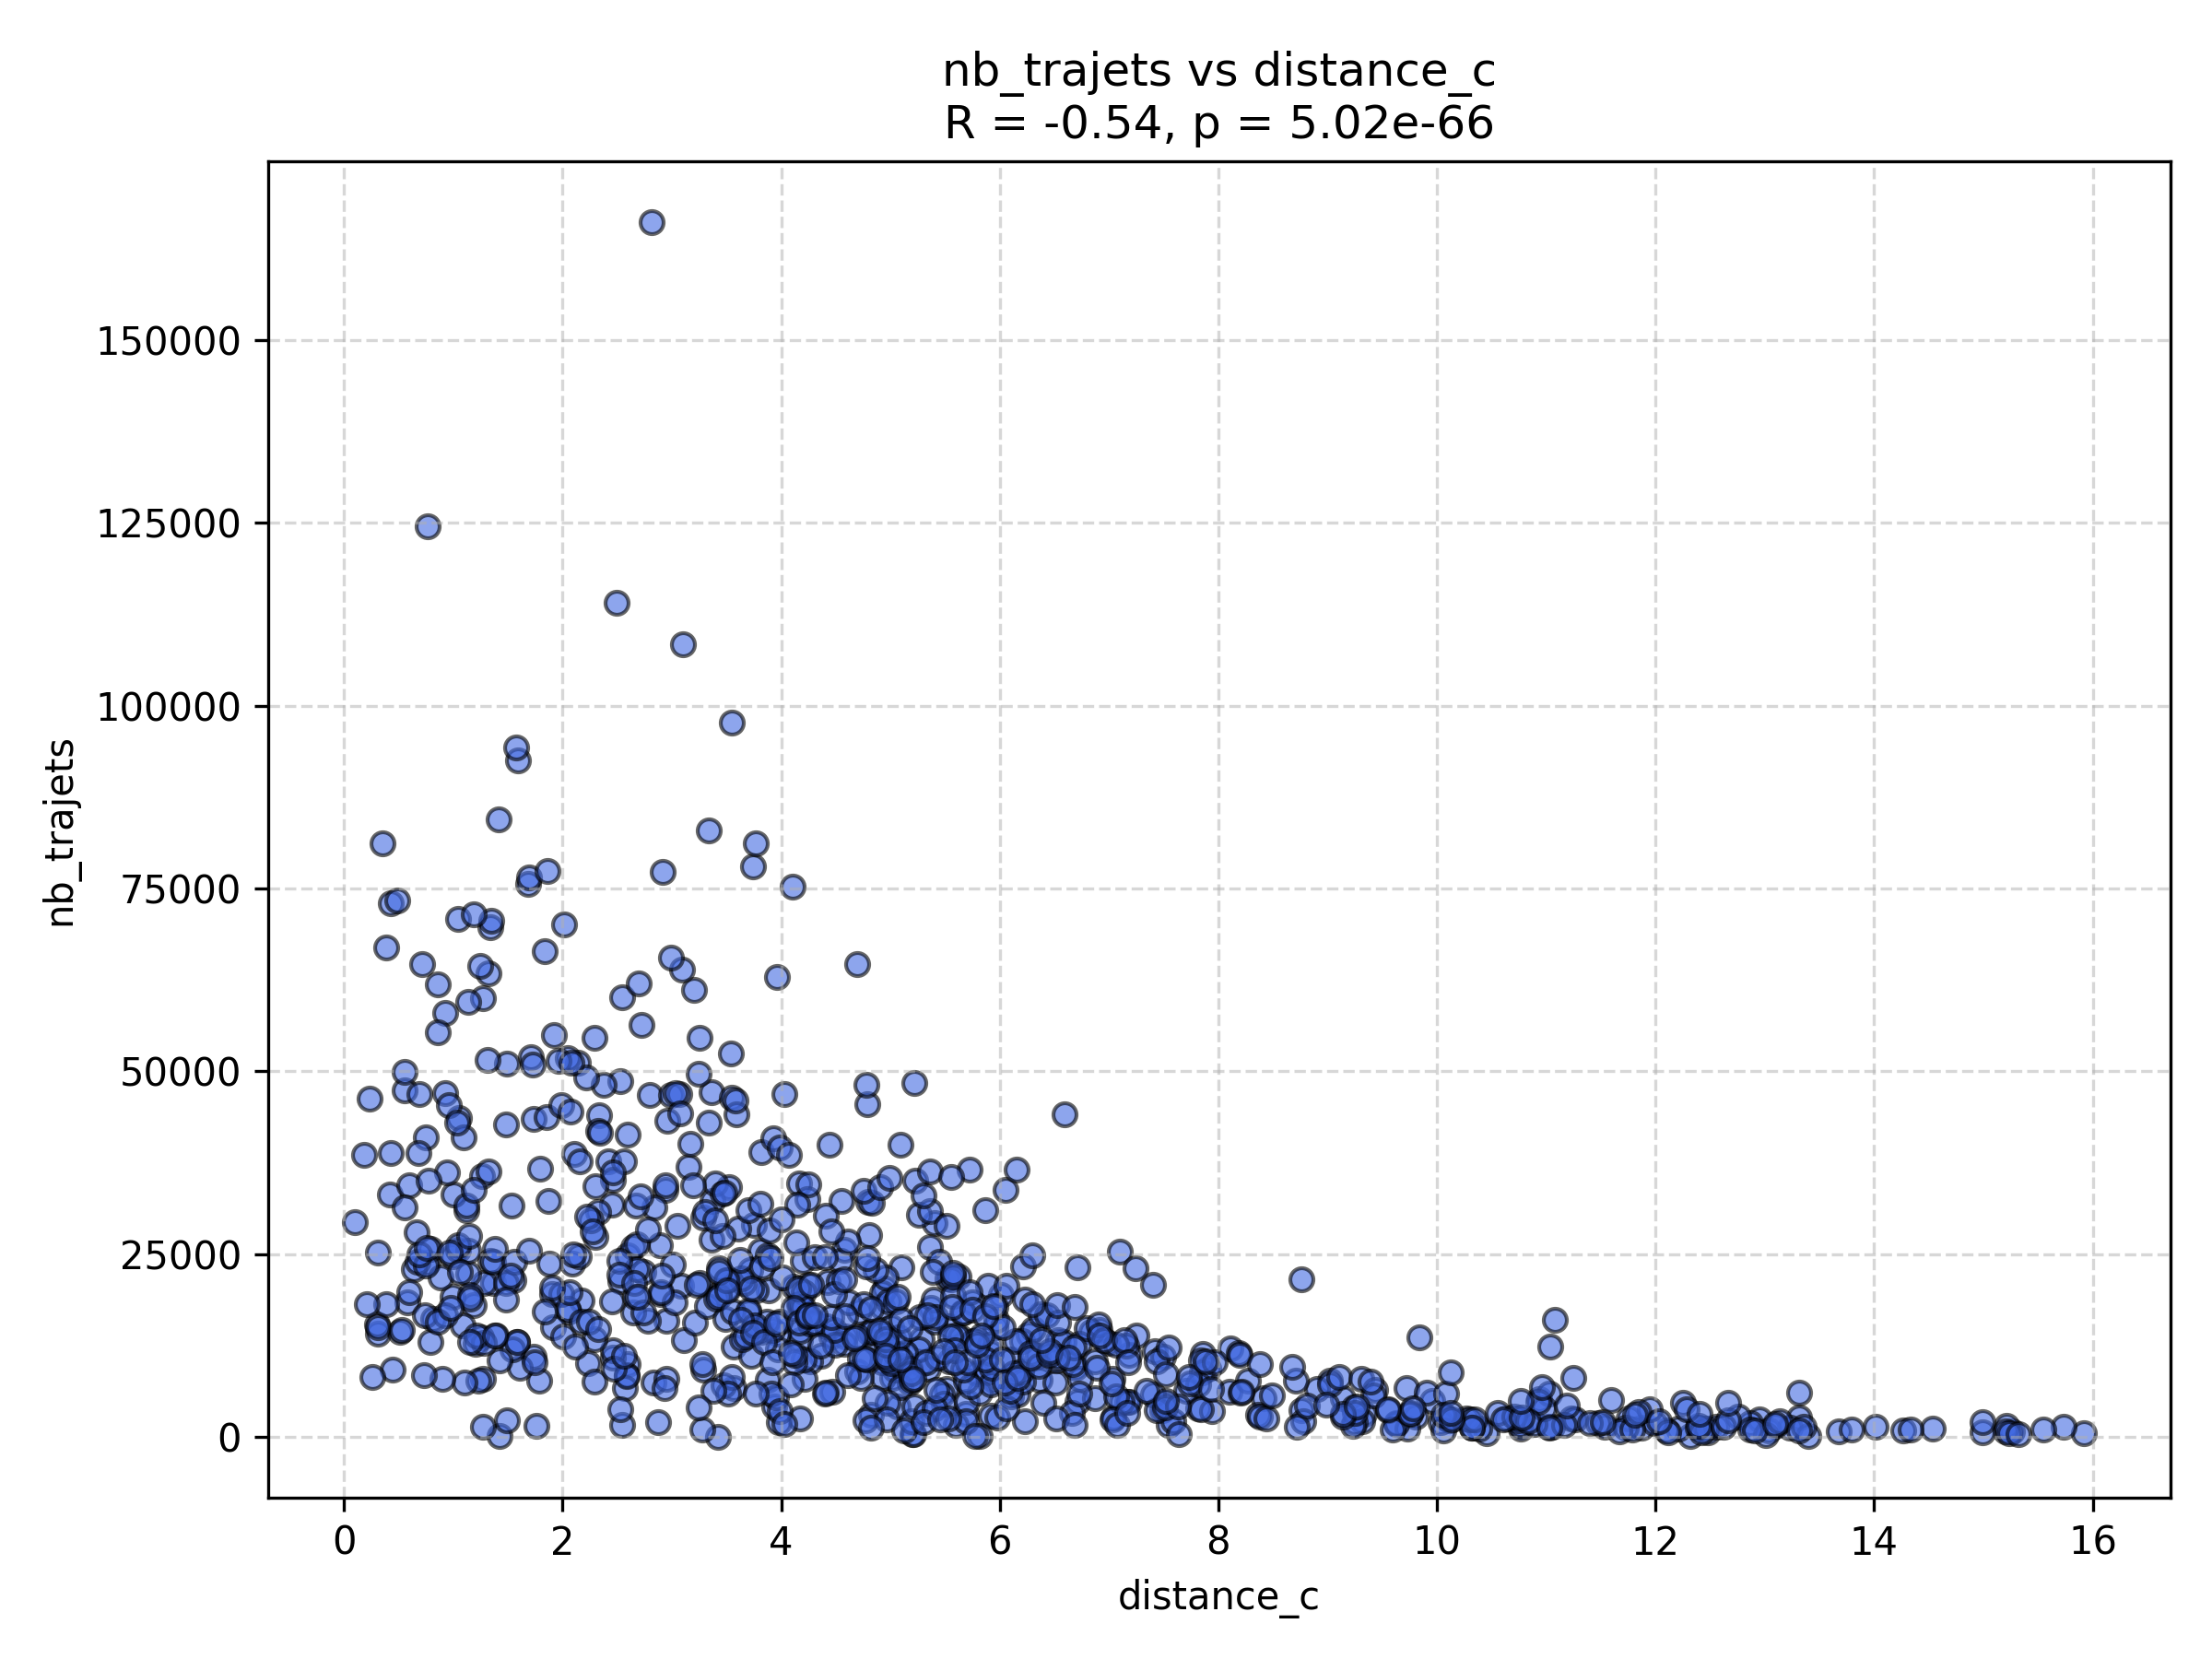 nb_trajets vs distance_c
R = -0.54, p = 5.02e-66
150000
125000
100000
75000
50000
25000
0
nb_trajets
0 2 4 6 8 10 12 14 16
distance_c